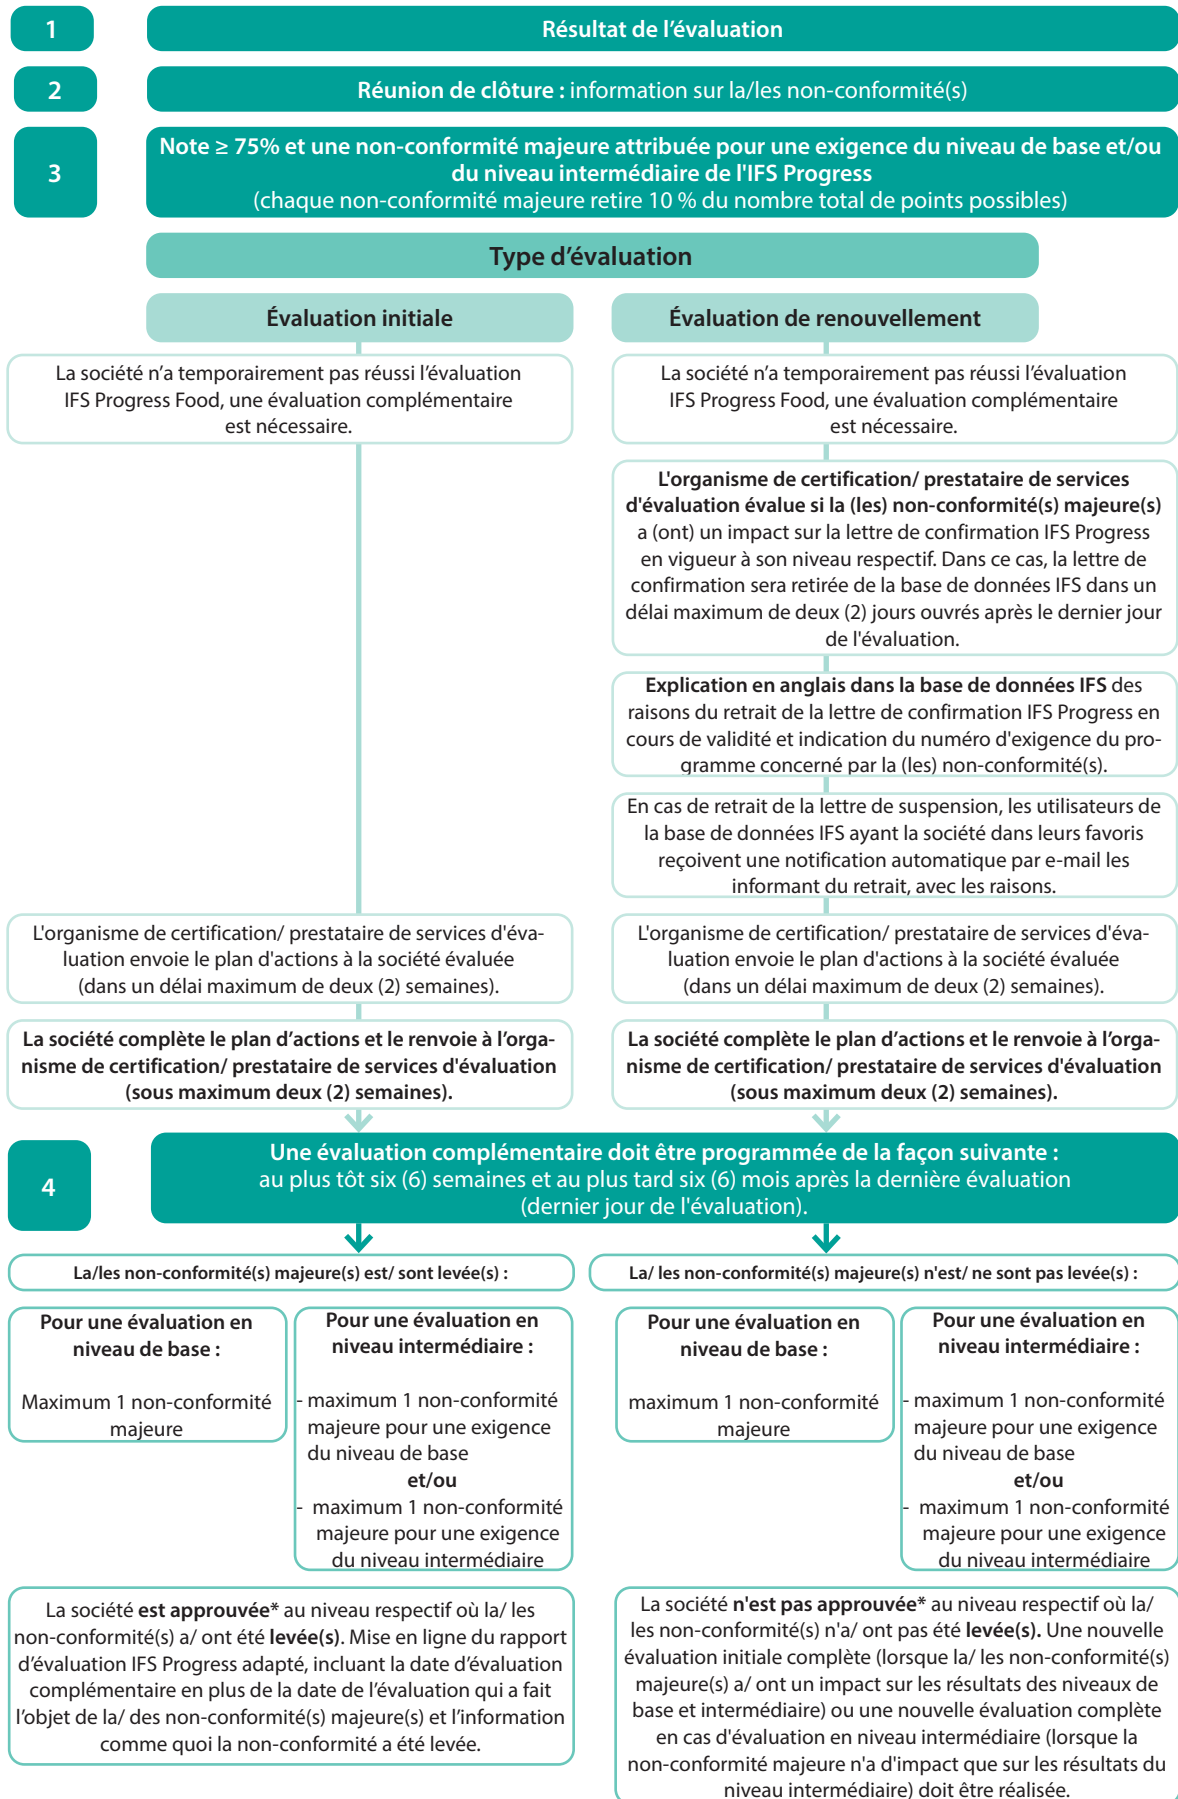 1
Résultat de l’évaluation
2
Réunion de clôture : information sur la/les non-conformité(s)
3
Note ≥ 75% et une non-conformité majeure attribuée pour une exigence du niveau de base et/ou
du niveau intermédiaire de l'IFS Progress
(chaque non-conformité majeure retire 10 % du nombre total de points possibles)
Type d’évaluation
Évaluation initiale
La société n’a temporairement pas réussi l’évaluation
IFS Progress Food, une évaluation complémentaire
est nécessaire.
L'organisme de certification/ prestataire de services d'éva-
luation envoie le plan d'actions à la société évaluée
(dans un délai maximum de deux (2) semaines).
La société complète le plan d’actions et le renvoie à l’orga-
nisme de certification/ prestataire de services d'évaluation
(sous maximum deux (2) semaines).
Évaluation de renouvellement
La société n’a temporairement pas réussi l’évaluation
IFS Progress Food, une évaluation complémentaire
est nécessaire.
L'organisme de certification/ prestataire de services
d'évaluation évalue si la (les) non-conformité(s) majeure(s)
a (ont) un impact sur la lettre de confirmation IFS Progress
en vigueur à son niveau respectif. Dans ce cas, la lettre de
confirmation sera retirée de la base de données IFS dans un
délai maximum de deux (2) jours ouvrés après le dernier jour
de l'évaluation.
Explication en anglais dans la base de données IFS des
raisons du retrait de la lettre de confirmation IFS Progress en
cours de validité et indication du numéro d'exigence du pro-
gramme concerné par la (les) non-conformité(s).
En cas de retrait de la lettre de suspension, les utilisateurs de
la base de données IFS ayant la société dans leurs favoris
reçoivent une notification automatique par e-mail les
informant du retrait, avec les raisons.
L'organisme de certification/ prestataire de services d'éva-
luation envoie le plan d'actions à la société évaluée
(dans un délai maximum de deux (2) semaines).
La société complète le plan d’actions et le renvoie à l’orga-
nisme de certification/ prestataire de services d'évaluation
(sous maximum deux (2) semaines).
4
Une évaluation complémentaire doit être programmée de la façon suivante :
au plus tôt six (6) semaines et au plus tard six (6) mois après la dernière évaluation
(dernier jour de l'évaluation).
La/les non-conformité(s) majeure(s) est/ sont levée(s) :
Pour une évaluation en
niveau de base :
Maximum 1 non-conformité
majeure
Pour une évaluation en
niveau intermédiaire :
- maximum 1 non-conformité
majeure pour une exigence
du niveau de base
et/ou
- maximum 1 non-conformité
majeure pour une exigence
du niveau intermédiaire
La société est approuvée* au niveau respectif où la/ les
non-conformité(s) a/ ont été levée(s). Mise en ligne du rapport
d’évaluation IFS Progress adapté, incluant la date d’évaluation
complémentaire en plus de la date de l’évaluation qui a fait
l’objet de la/ des non-conformité(s) majeure(s) et l’information
comme quoi la non-conformité a été levée.
La/ les non-conformité(s) majeure(s) n'est/ ne sont pas levée(s) :
Pour une évaluation en
niveau de base :
maximum 1 non-conformité
majeure
Pour une évaluation en
niveau intermédiaire :
- maximum 1 non-conformité
majeure pour une exigence
du niveau de base
et/ou
- maximum 1 non-conformité
majeure pour une exigence
du niveau intermédiaire
La société n'est pas approuvée* au niveau respectif où la/
les non-conformité(s) n'a/ ont pas été levée(s). Une nouvelle
évaluation initiale complète (lorsque la/ les non-conformité(s)
majeure(s) a/ ont un impact sur les résultats des niveaux de
base et intermédiaire) ou une nouvelle évaluation complète
en cas d'évaluation en niveau intermédiaire (lorsque la
non-conformité majeure n'a d'impact que sur les résultats du
niveau intermédiaire) doit être réalisée.